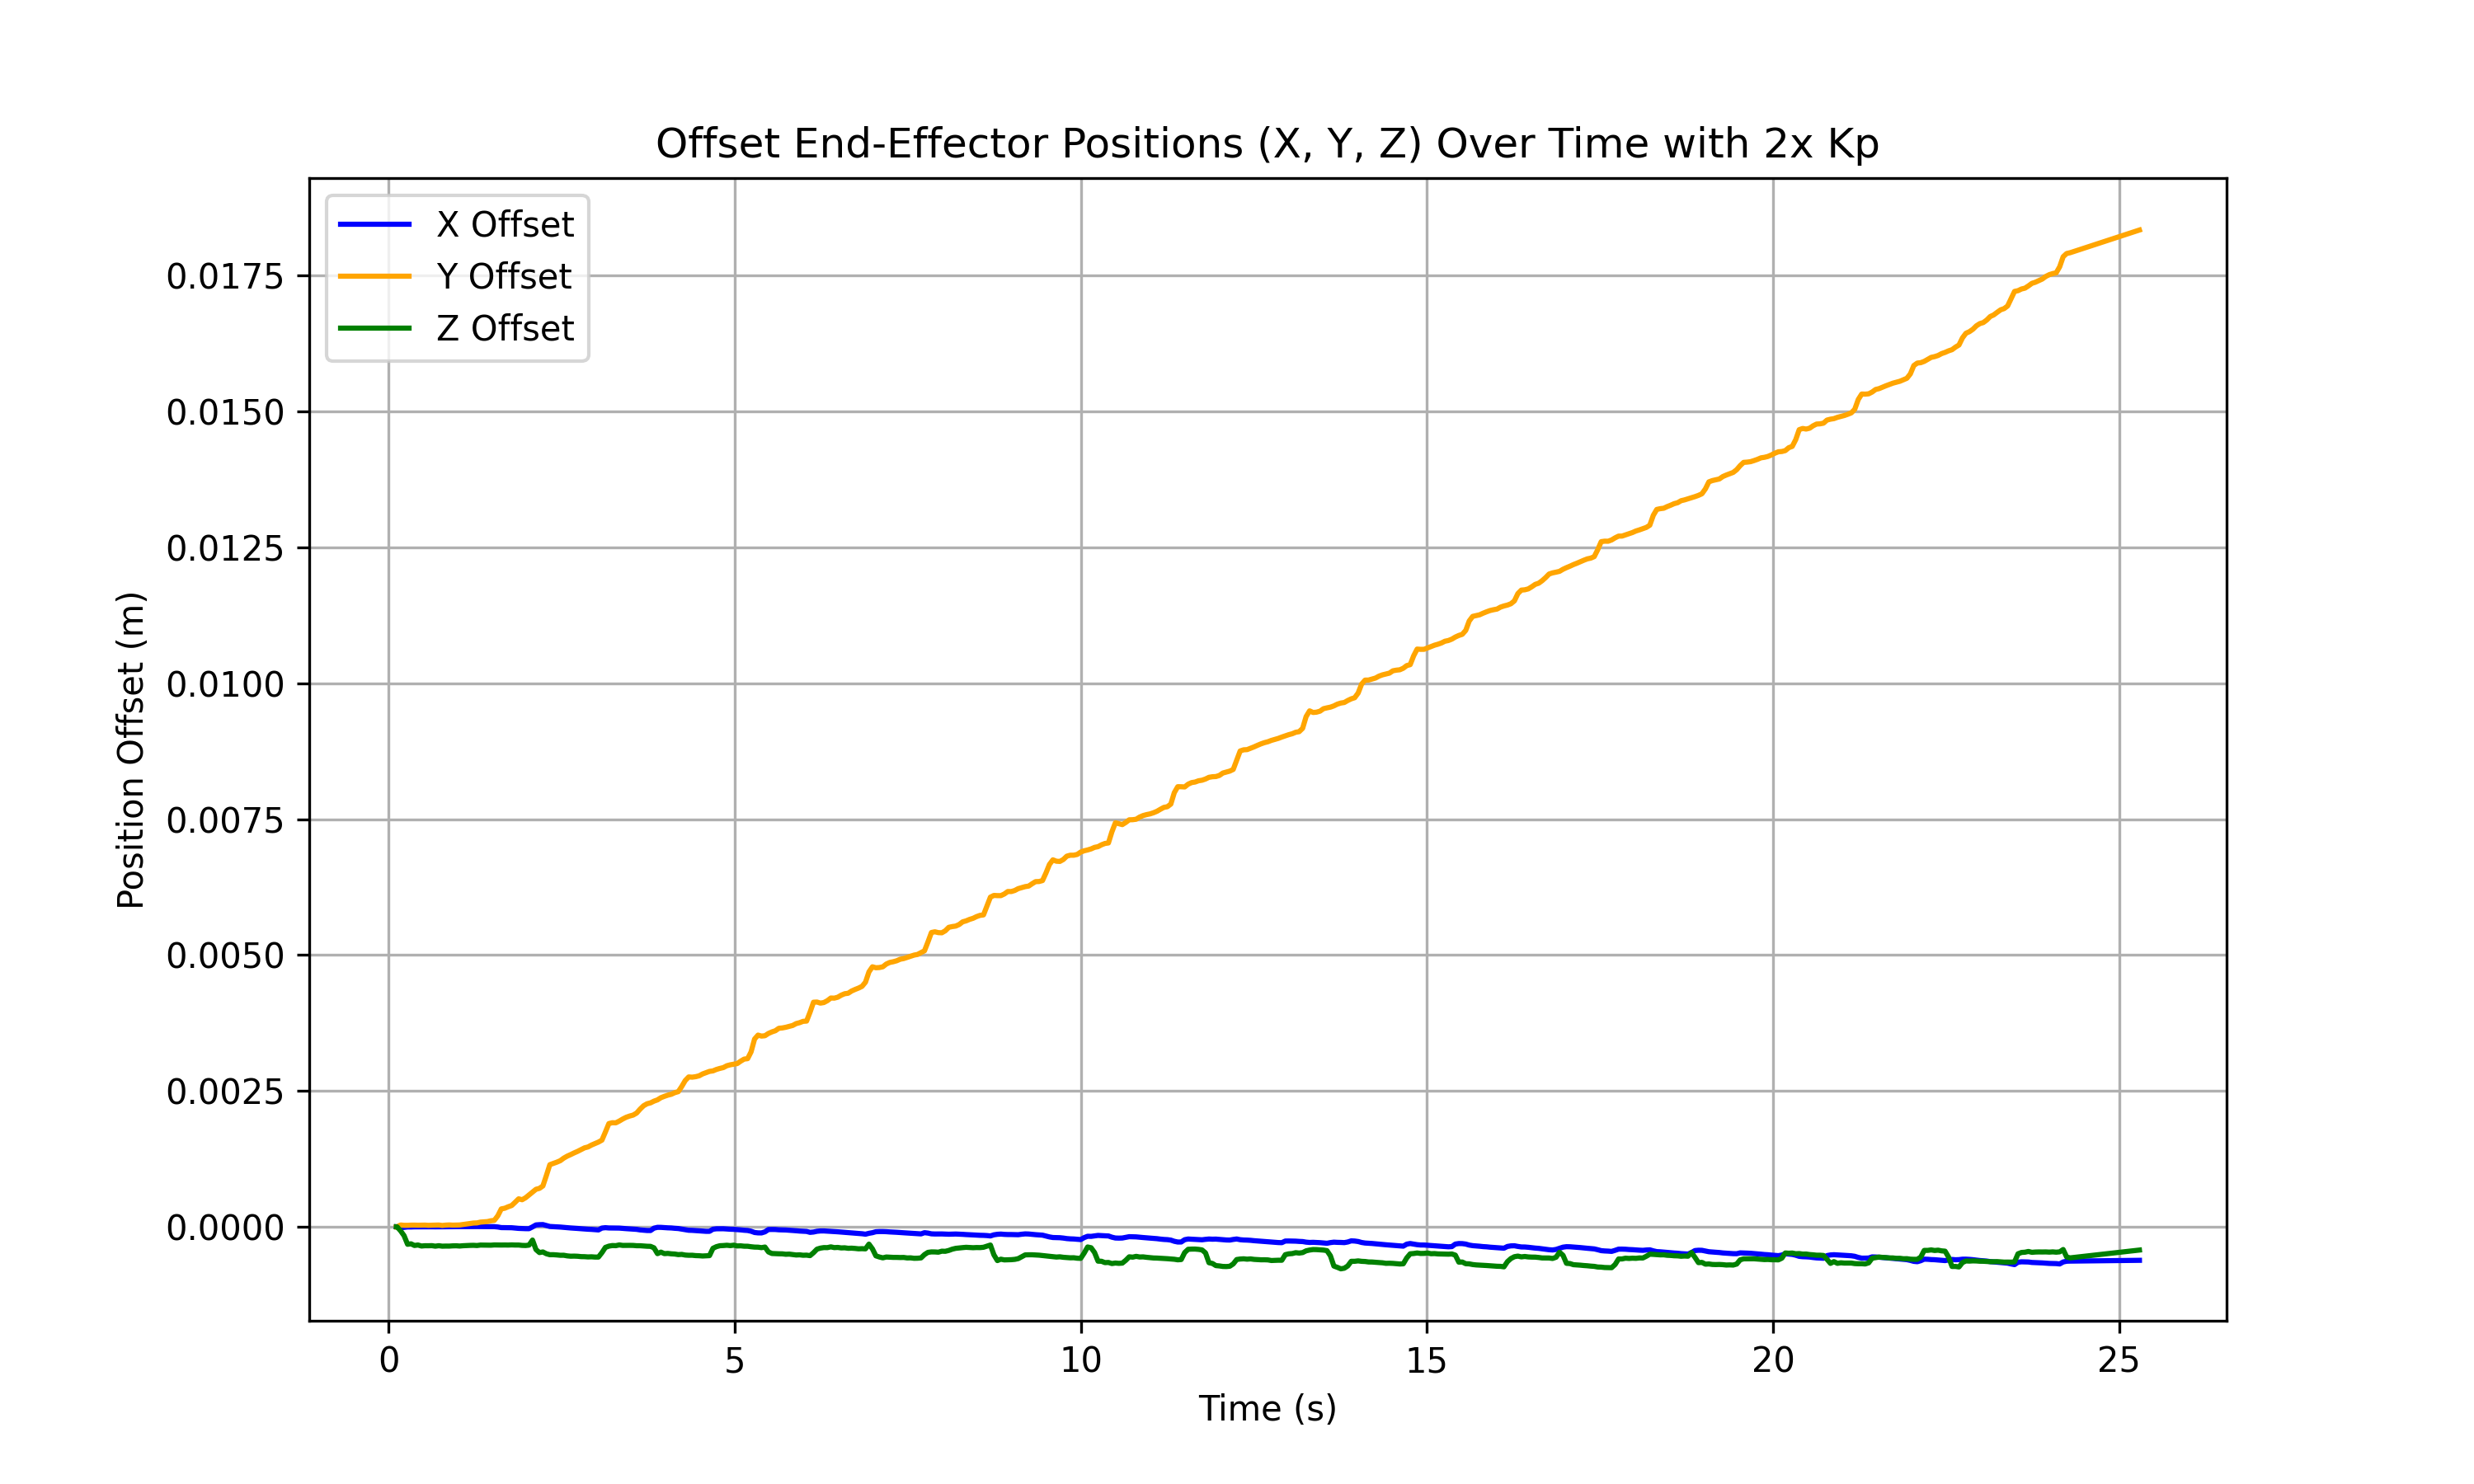 Offset End-Effector Positions (X, Y, Z) Over Time with 2x Kp
X Offset
Y Offset
Z Offset
Position Offset (m)
0.0175
0.0150
0.0125
0.0100
0.0075
0.0050
0.0025
0.0000
0 5 10 15 20 25
Time (s)